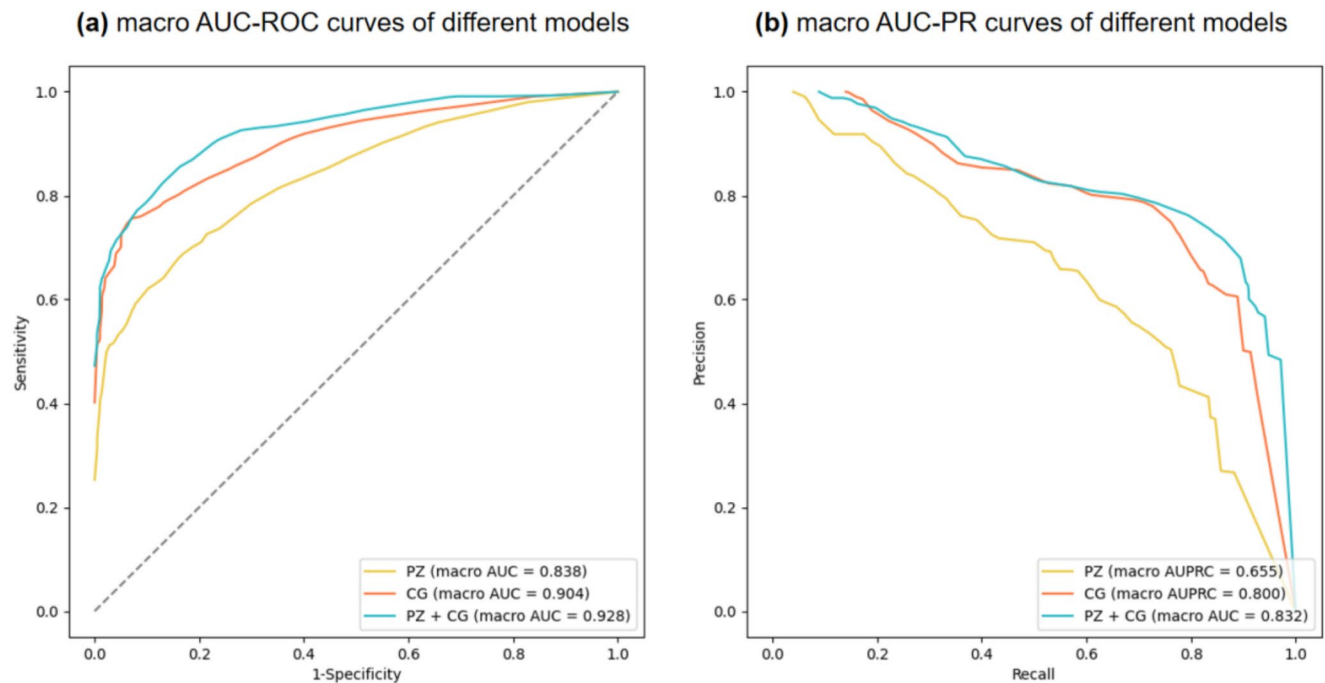 (a) macro AUC-ROC curves of different models
1.0
0.8
0.6
0.4
0.2
0.0
Sensitivity
0.0 0.2 0.4 0.6 0.8 1.0
1-Specificity
PZ (macro AUC = 0.838)
CG (macro AUC = 0.904)
PZ + CG (macro AUC = 0.928)
(b) macro AUC-PR curves of different models
1.0
0.8
0.6
0.4
0.2
0.0
Precision
0.0 0.2 0.4 0.6 0.8 1.0
Recall
PZ (macro AUPRC = 0.655)
CG (macro AUPRC = 0.800)
PZ + CG (macro AUC = 0.832)